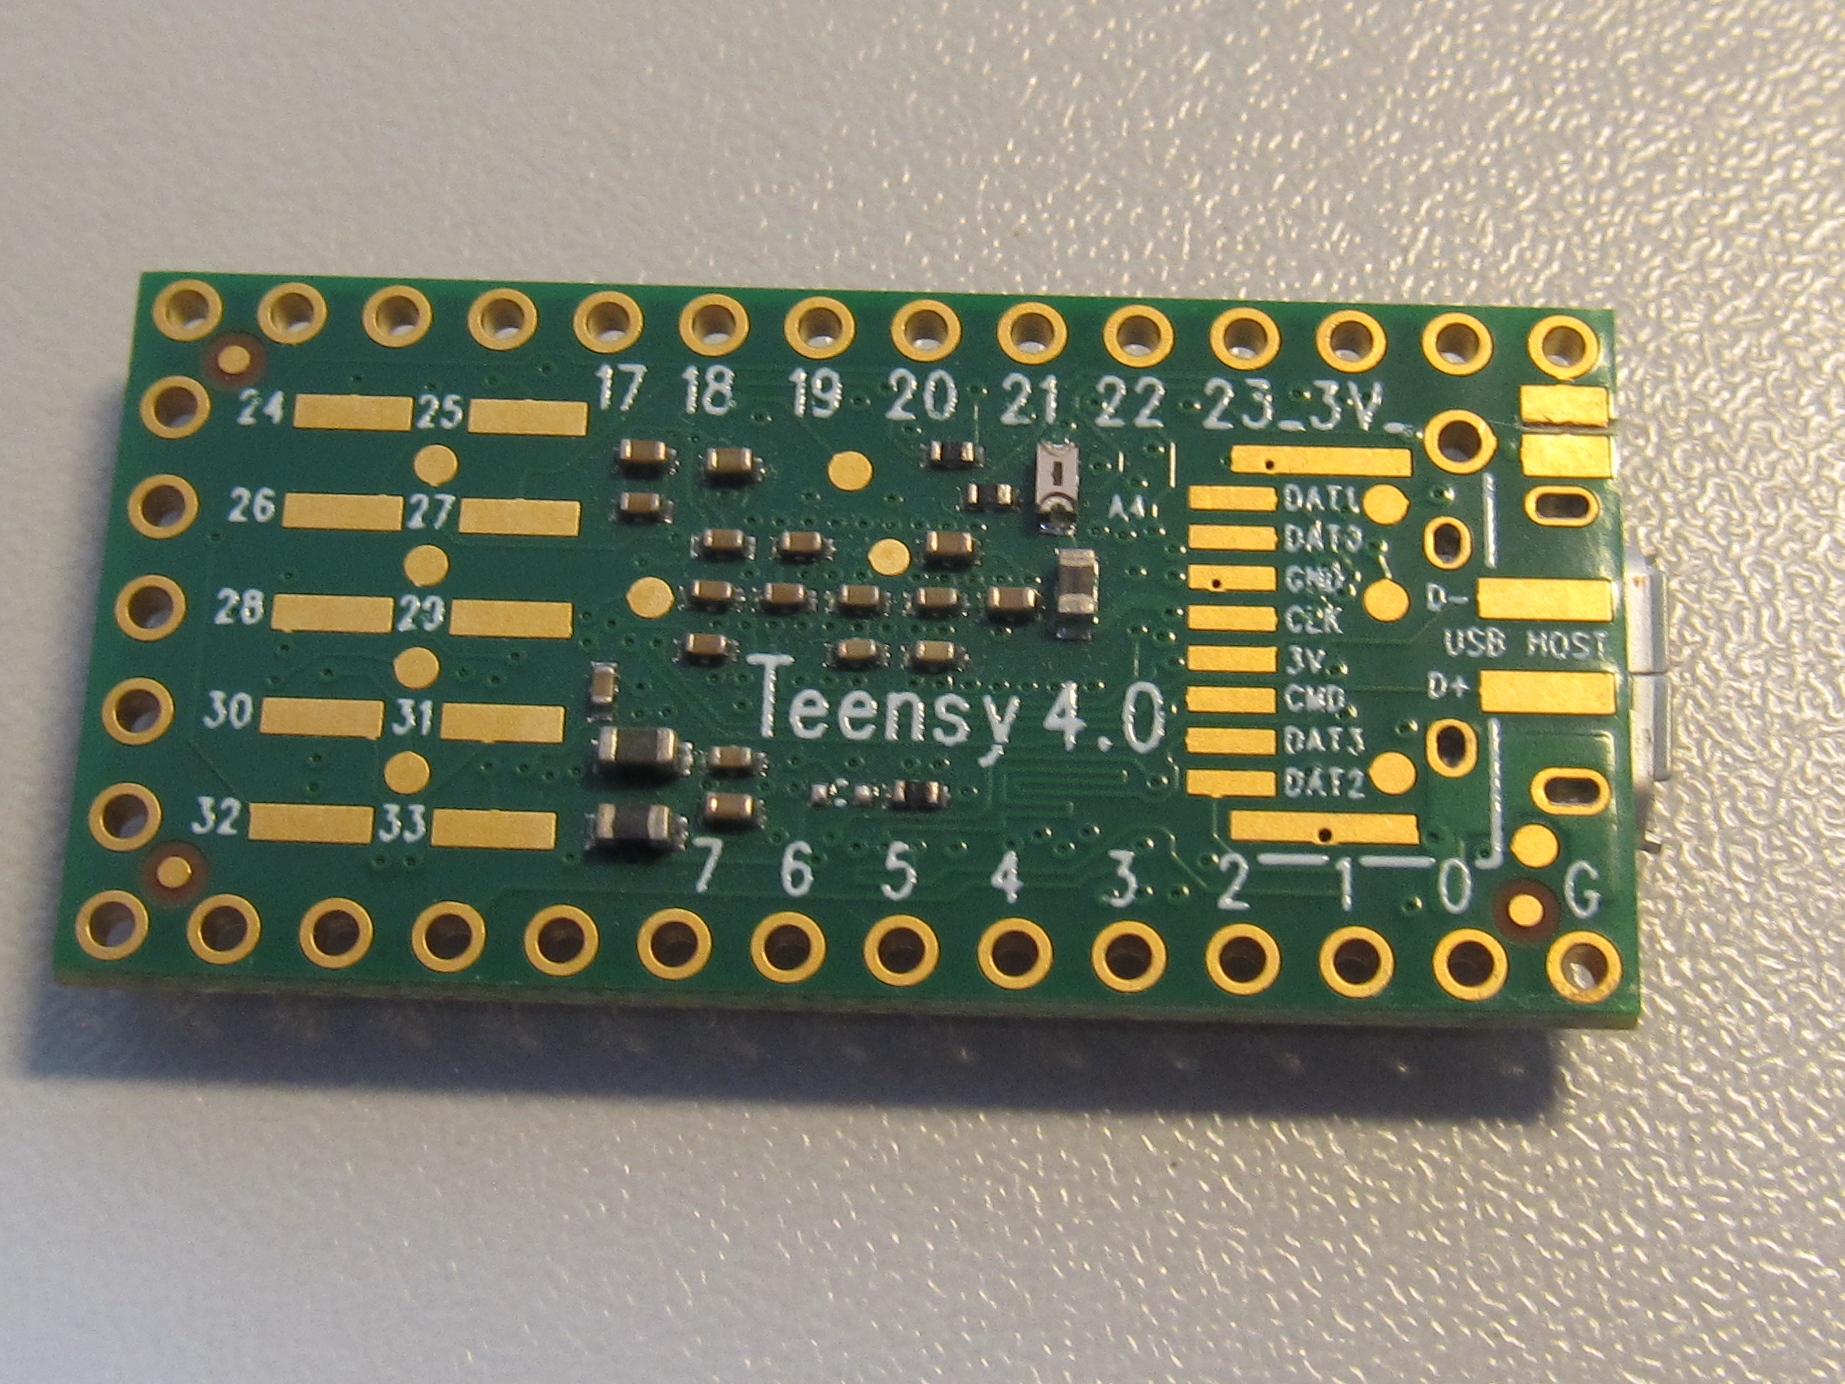 17 18 19 20 21 22 23 3V
24 25
26 27
28 29
30 31
32 33
A4
DAT1
DAT0
GND
CLK
3V
CMD
DAT3
DAT2
D-
USB HOST
D+
Teensy 4.0
7 6 5 4 3 2 1 0 G